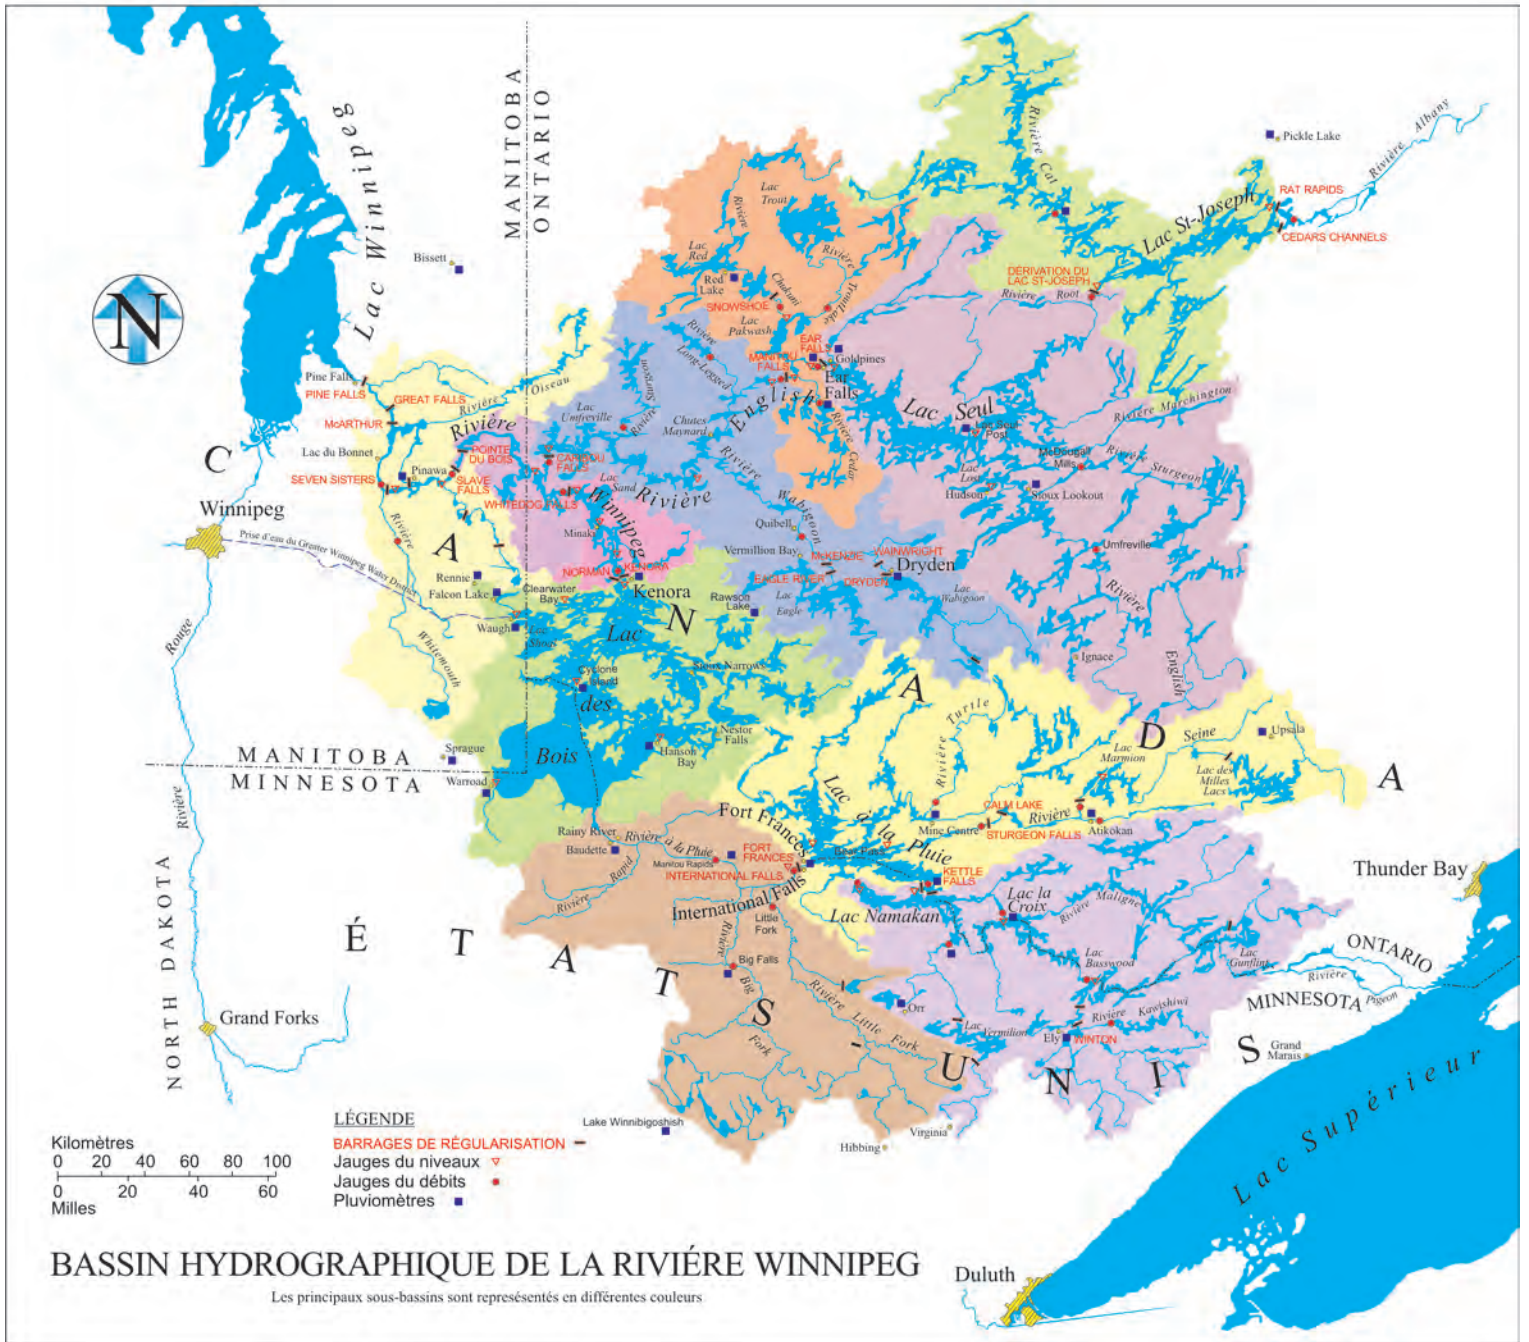 MANITOBA
ONTARIO
Lac Winnipeg
Rivière Cat
Pickle Lake
Rivière Albany
RAT RAPIDS
Lac St-Joseph
CEDARS CHANNELS
Lac
Trout
Rivière
Bissett
Lac
Red
Red
Lake
Chukuni
Rivière
TroutLake
DÉRIVATION DU
LAC ST-JOSEPH
Rivière Root
N
SNOWSHOE
Lac
Pakwash
EAR
FALLS
Goldpines
MANITOU
FALLS
Ear
Falls
Rivière
Long-Legged
Sturgeon
Rivière
English
Pine Falls
PINE FALLS
GREAT FALLS
Rivière Oiseau
McARTHUR
Lac
Umfreville
Chutes
Maynard
Lac Seul
Lac Seul
Post
Rivière Marchington
Rivière Cedar
C
Rivière
Lac du Bonnet
POINTE
DU BOIS
CARIBOU
FALLS
McDougall
Mills
Rivière Sturgeon
Pinawa
SEVEN SISTERS
SLAVE
FALLS
Lac
Sand
Rivière
Winnipeg
WHITEDOG FALLS
Rivière
Wabigoon
Lac
Lost
Hudson
Sioux Lookout
Winnipeg
Minaki
Quibell
Vermillion Bay
McKENZIE
WAINWRIGHT
Umfreville
Prise d'eau du Greater Winnipeg Water District
A
Rivière
NORMAN
KENORA
Kenora
EAGLE RIVER
DRYDEN
Dryden
Rennie
Falcon Lake
Clearwater
Bay
N
Rawson
Lake
Lac
Eagle
Lac
Wabigoon
Rivière
English
Waugh
Lac
Shoal
Lac
Rouge
Whitemouth
Cyclone
Island
Sioux Narrows
Ignace
des
A
Rivière Turtle
Bois
Hanson
Bay
Nestor
Falls
D
Seine
Upsala
MANITOBA
MINNESOTA
Sprague
Warroad
Lac
Marmion
Lac des
Milles
Lacs
A
Rivière
Lac à la Pluie
CALM LAKE
Rivière
Mine Centre
STURGEON FALLS
Atikokan
Fort Frances
Rainy River
Rivière à la Pluie
Baudette
Manitou Rapids
FORT
FRANCES
INTERNATIONAL FALLS
Bear Pass
KETTLE
FALLS
Thunder Bay
Rivière Rapid
International Falls
Lac Namakan
Lac la
Croix
Rivière Maligne
Little
Fork
ÉTATS
UNIS
Rivière
Big Falls
Big
Fork
Lac
Basswood
Lac
Gunflint
ONTARIO
Rivière
Pigeon
MINNESOTA
Rivière Little Fork
Orr
Lac Vermilion
Rivière Kawishiwi
Ely
WINTON
Grand
Marais
NORTH DAKOTA
Grand Forks
Lake Winnibigoshish
Virginia
Hibbing
Lac Supérieur
LÉGENDE
BARRAGES DE RÉGULARISATION
Jauges du niveaux
Jauges du débits
Pluviomètres
Kilomètres
0 20 40 60 80 100
0 20 40 60
Milles
BASSIN HYDROGRAPHIQUE DE LA RIVIÉRE WINNIPEG
Les principaux sous-bassins sont represésentés en différentes couleurs
Duluth